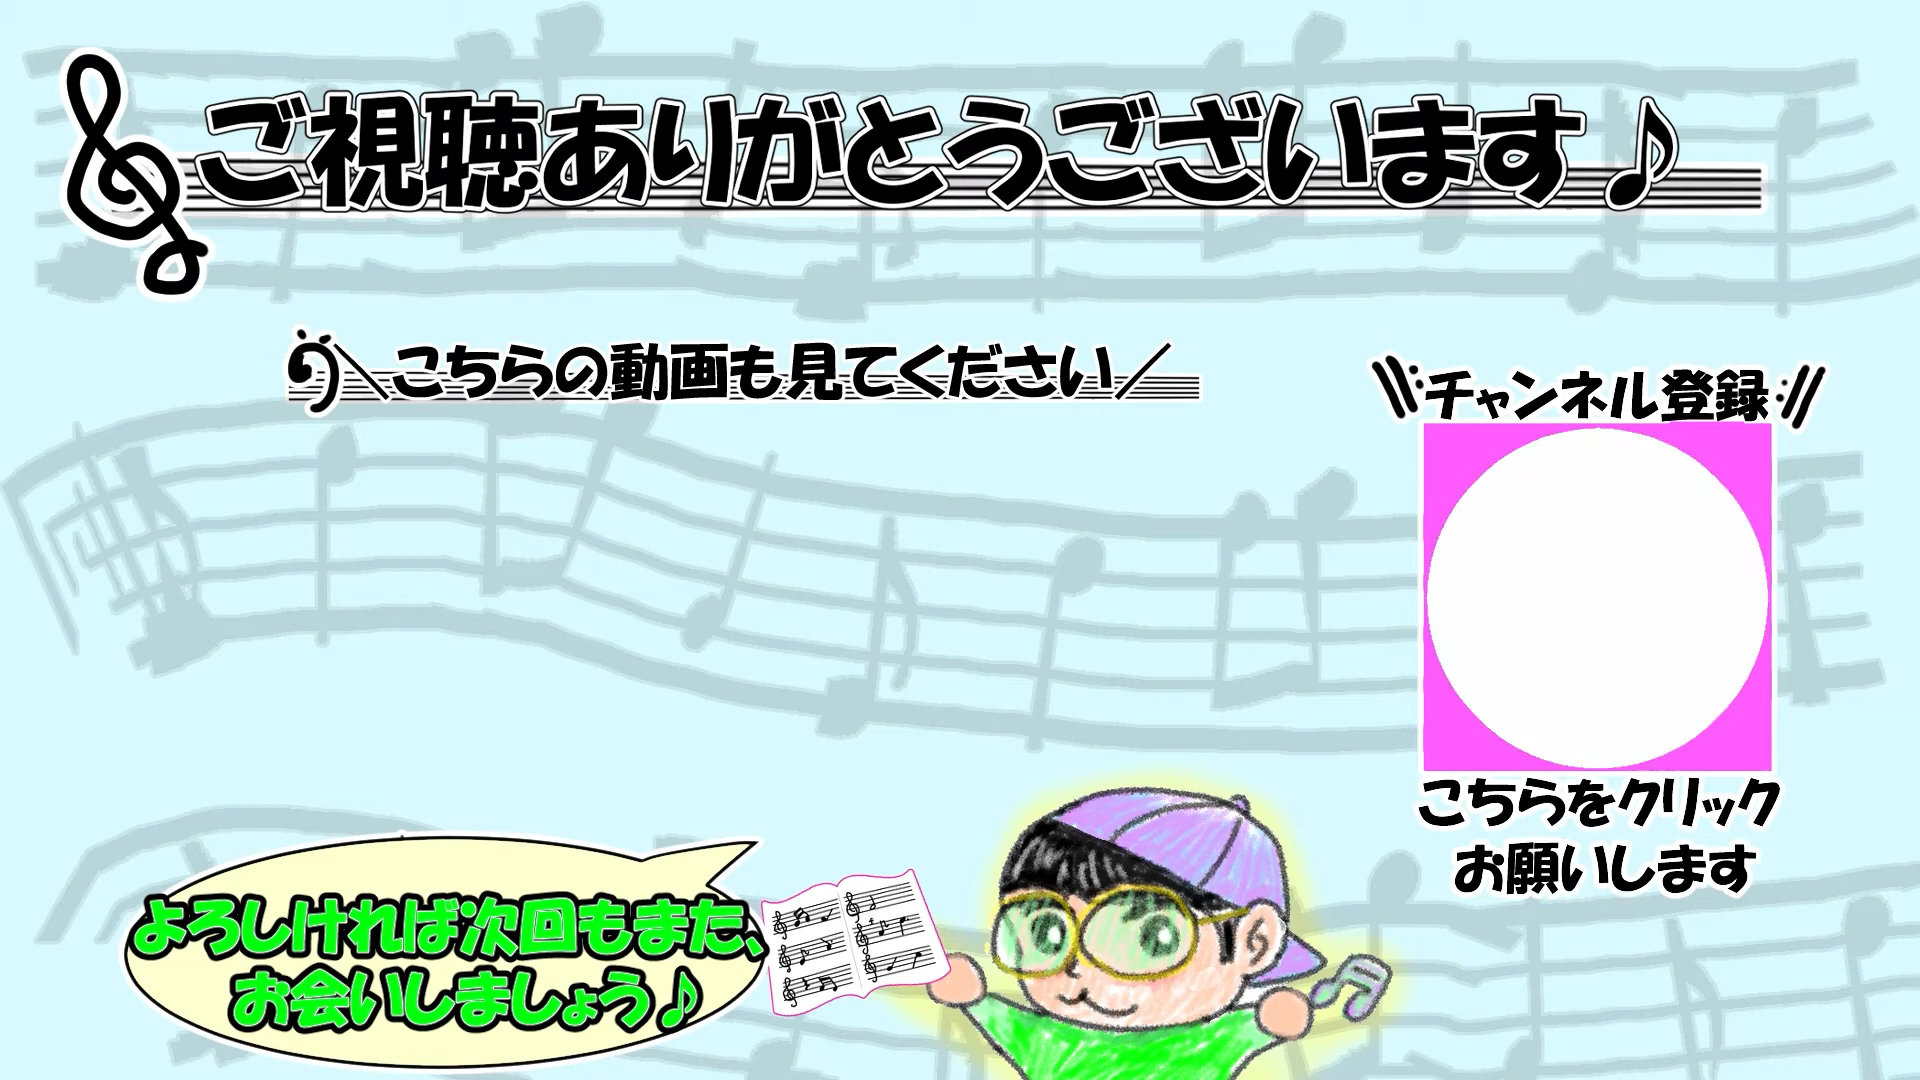 ご視聴ありがとうございます♪
＼こちらの動画も見てください／
チャンネル登録
こちらをクリック
お願いします
よろしければ次回もまた、
お会いしましょう♪